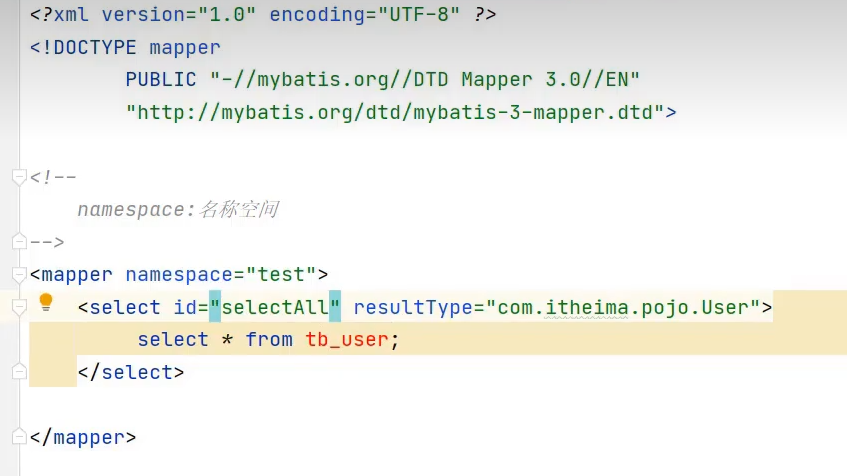 <?xml version="1.0" encoding="UTF-8" ?>
<!DOCTYPE mapper
PUBLIC "-//mybatis.org//DTD Mapper 3.0//EN"
"http://mybatis.org/dtd/mybatis-3-mapper.dtd">
<!--
namespace:名称空间
-->
<mapper namespace="test">
<select id="selectAll" resultType="com.itheima.pojo.User">
select * from tb_user;
</select>
</mapper>